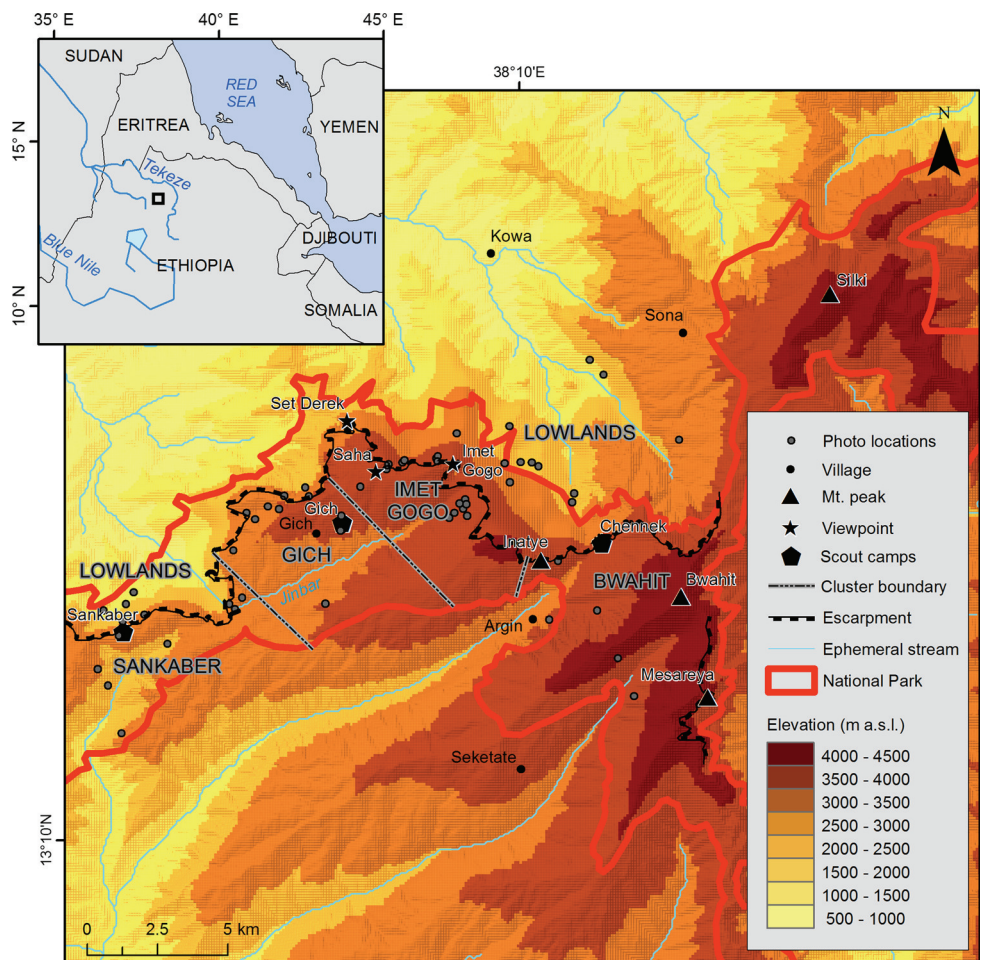 35° E
40° E
45° E
SUDAN
RED
SEA
ERITREA
YEMEN
15° N
Tekeze
DJIBOUTI
Blue Nile
ETHIOPIA
10° N
SOMALIA
38°10'E
N
Kowa
Silki
Sona
Set Derek
LOWLANDS
Saha
Imet
Gogo
IMET
GOGO
Gich
Gich
Chennek
Inatye
GICH
LOWLANDS
Jinbar
BWAHIT
Bwahit
Sankaber
Argin
SANKABER
Mesareya
Seketate
13°10'N
0 2.5 5 km
Photo locations
Village
Mt. peak
Viewpoint
Scout camps
Cluster boundary
Escarpment
Ephemeral stream
National Park
Elevation (m a.s.l.)
4000 - 4500
3500 - 4000
3000 - 3500
2500 - 3000
2000 - 2500
1500 - 2000
1000 - 1500
500 - 1000